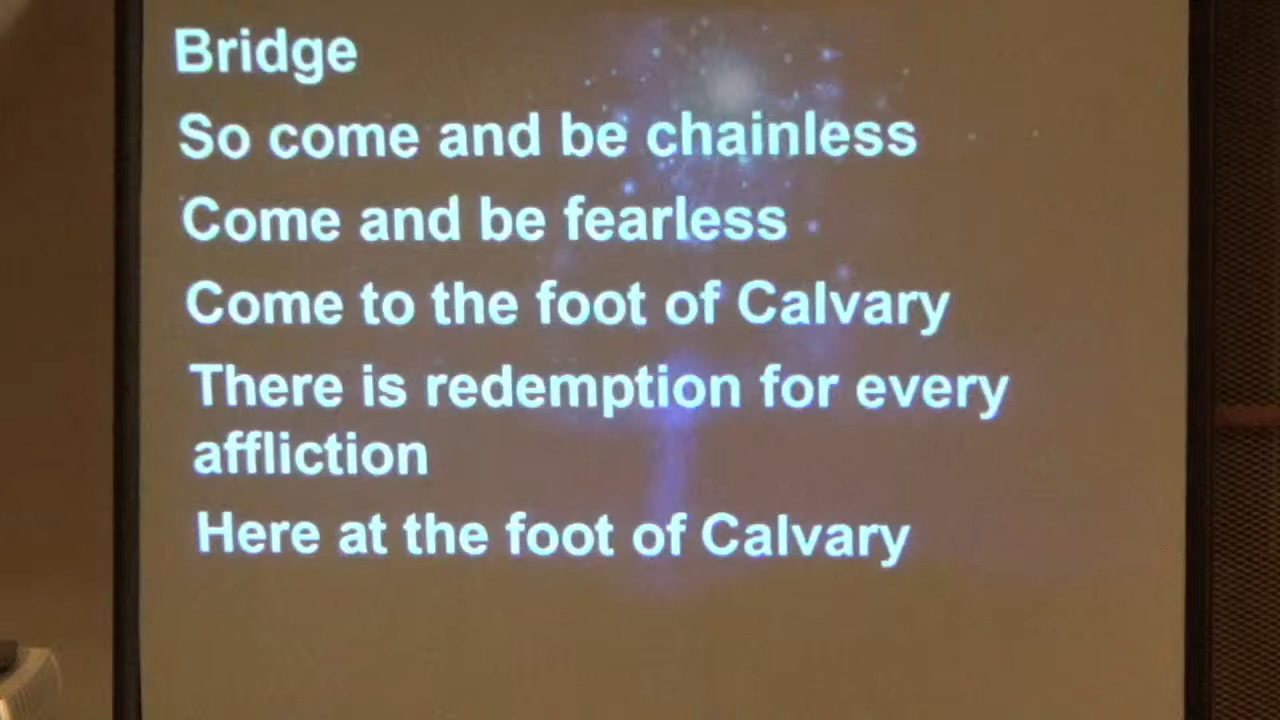 Bridge
So come and be chainless
Come and be fearless
Come to the foot of Calvary
There is redemption for every
affliction
Here at the foot of Calvary